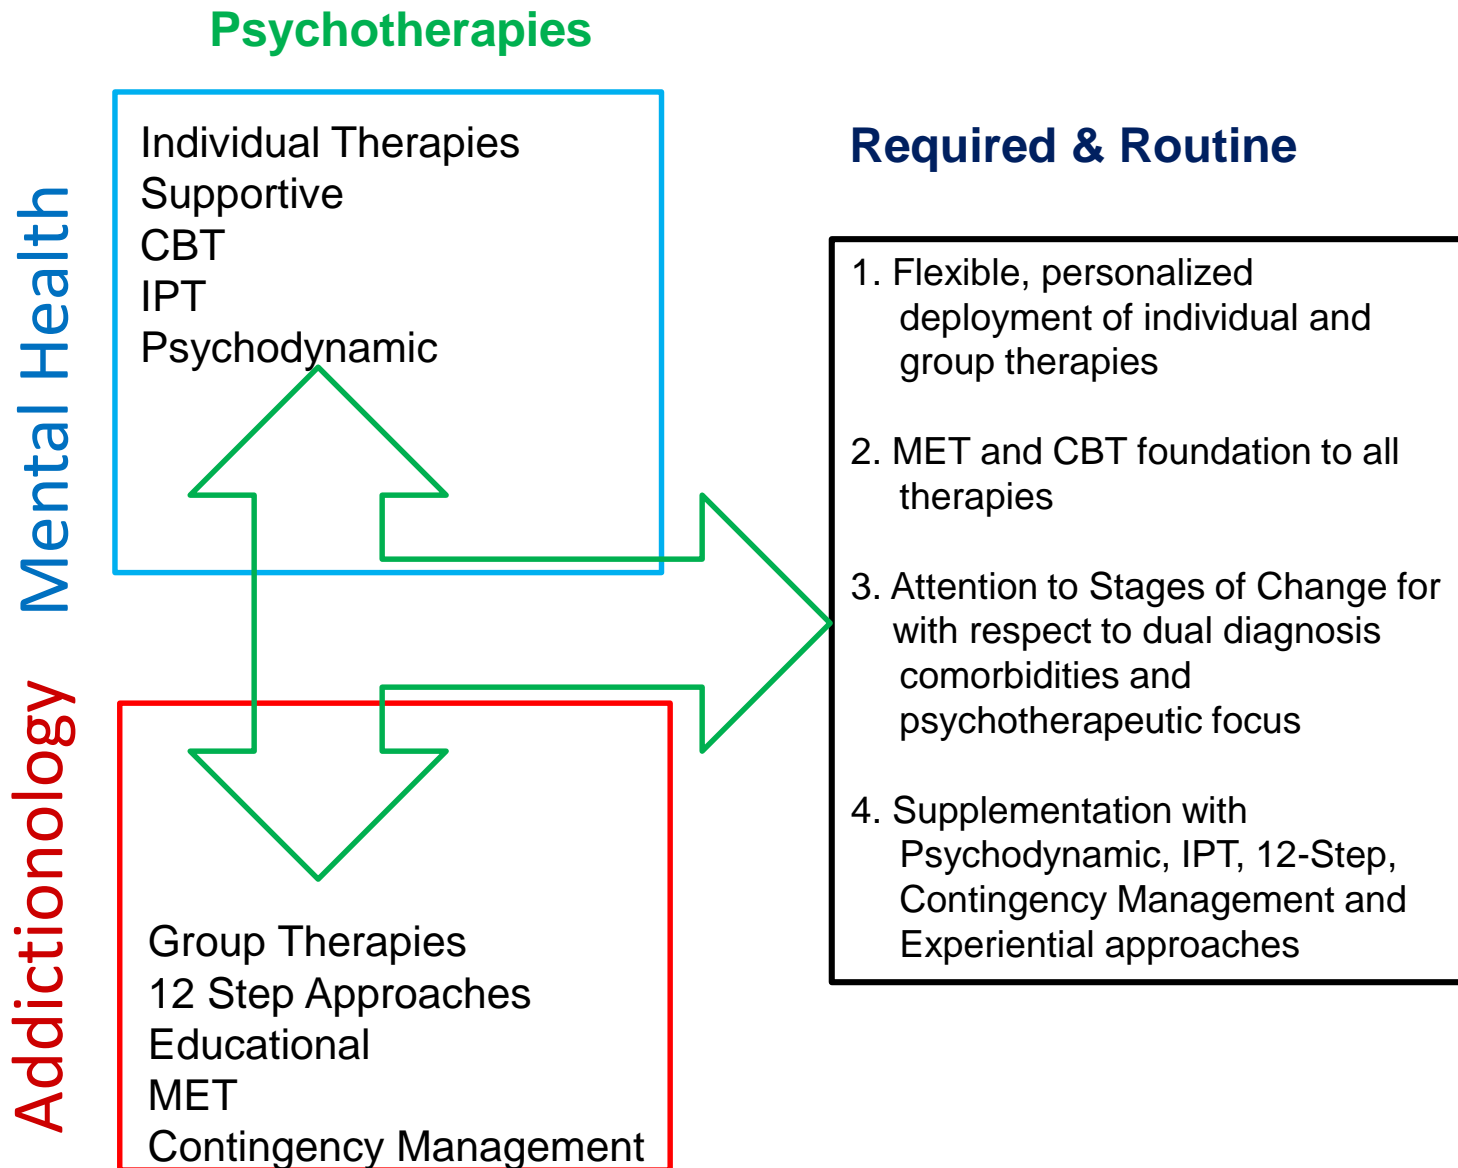 Psychotherapies
Mental Health
Individual Therapies
Supportive
CBT
IPT
Psychodynamic
Addictionology
Group Therapies
12 Step Approaches
Educational
MET
Contingency Management
Required & Routine
1. Flexible, personalized
deployment of individual and
group therapies
2. MET and CBT foundation to all
therapies
3. Attention to Stages of Change for
with respect to dual diagnosis
comorbidities and
psychotherapeutic focus
4. Supplementation with
Psychodynamic, IPT, 12-Step,
Contingency Management and
Experiential approaches